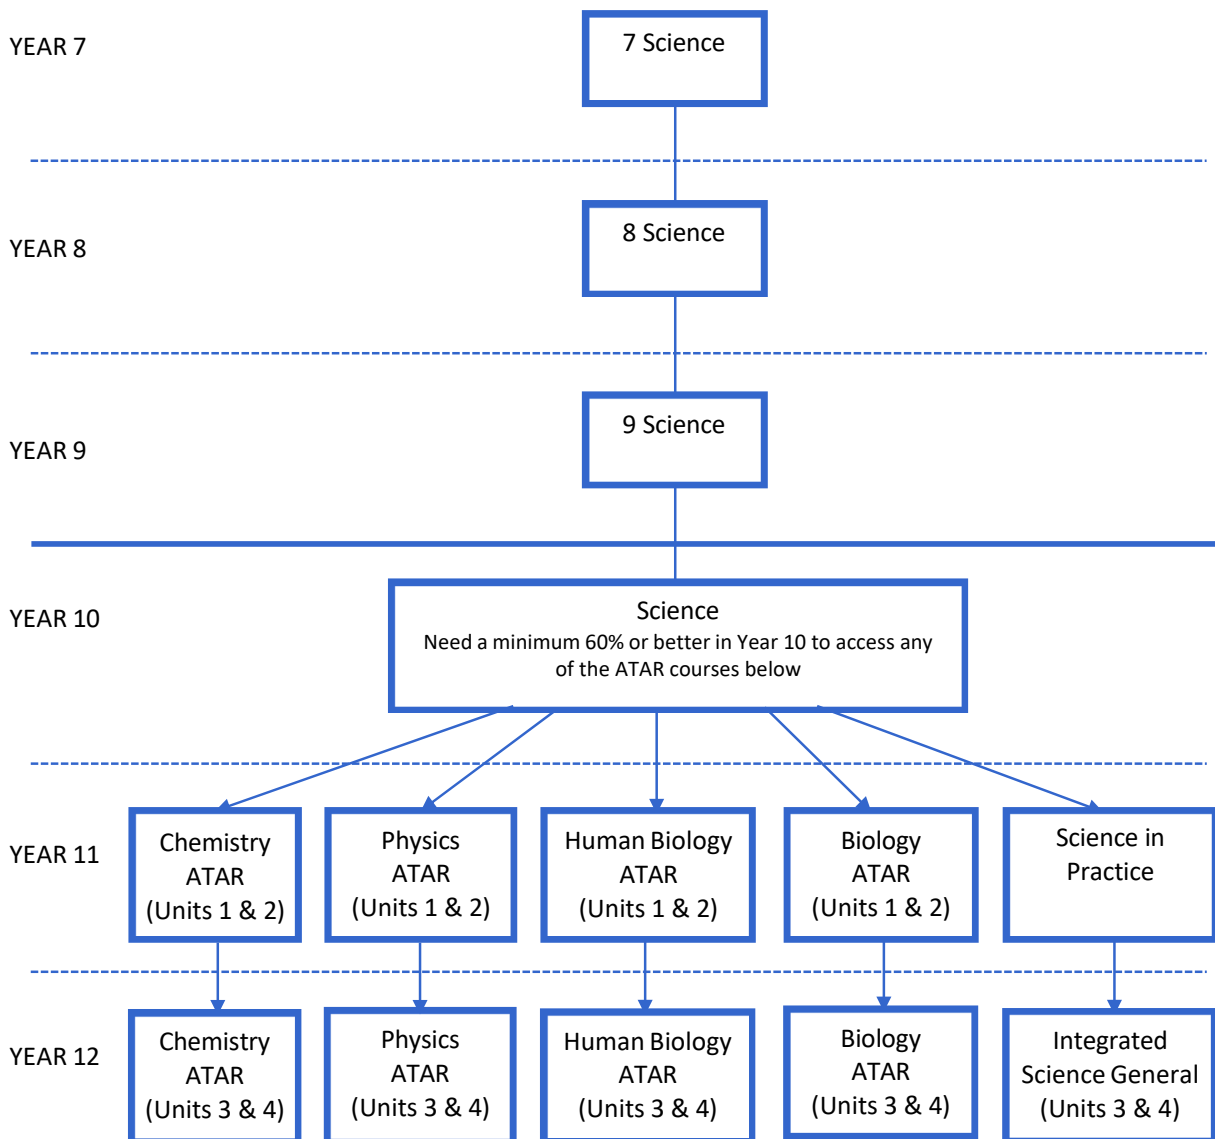 YEAR 7
7 Science
YEAR 8
8 Science
YEAR 9
9 Science
YEAR 10
Science
Need a minimum 60% or better in Year 10 to access any
of the ATAR courses below
YEAR 11
Chemistry
ATAR
(Units 1 & 2)
Physics
ATAR
(Units 1 & 2)
Human Biology
ATAR
(Units 1 & 2)
Biology
ATAR
(Units 1 & 2)
Science in
Practice
YEAR 12
Chemistry
ATAR
(Units 3 & 4)
Physics
ATAR
(Units 3 & 4)
Human Biology
ATAR
(Units 3 & 4)
Biology
ATAR
(Units 3 & 4)
Integrated
Science General
(Units 3 & 4)